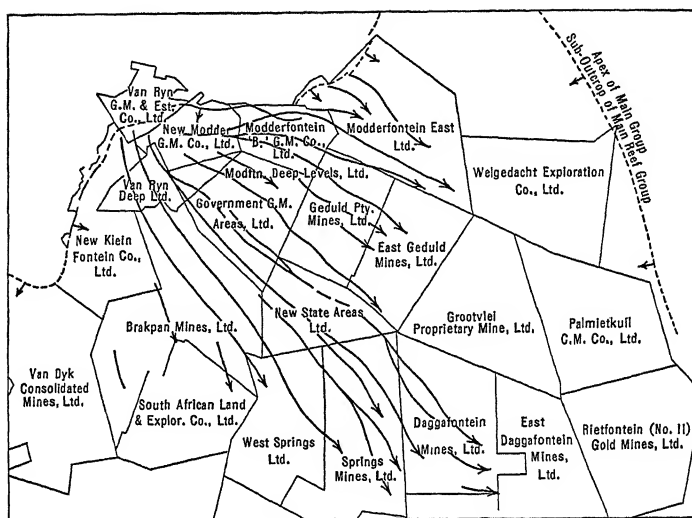 Apex of Main Group
Sub-Outcrop of Main Reef Group
Van Ryn
G.M. & Est.
Co., Ltd.
New Modder
G.M. Co., Ltd.
Modderfontein
"B." G.M. Co.,
Ltd.
Modderfontein East
Ltd.
Welgedacht Exploration
Co., Ltd.
Van Ryn
Deep Ltd.
Modftn. Deep Levels, Ltd.
Government G.M.
Areas, Ltd.
Geduld Pty.
Mines, Ltd.
East Geduld
Mines, Ltd.
New Klein
Fontein Co.,
Ltd.
New State Areas
Ltd.
Grootvlei
Proprietary Mine, Ltd.
Palmietkuil
G.M. Co., Ltd.
Brakpan Mines, Ltd.
Van Dyk
Consolidated
Mines, Ltd.
South African Land
& Explor. Co., Ltd.
West Springs
Ltd.
Springs
Mines, Ltd.
Daggafontein
Mines, Ltd.
East
Daggafontein
Mines,
Ltd.
Rietfontein (No. II)
Gold Mines, Ltd.